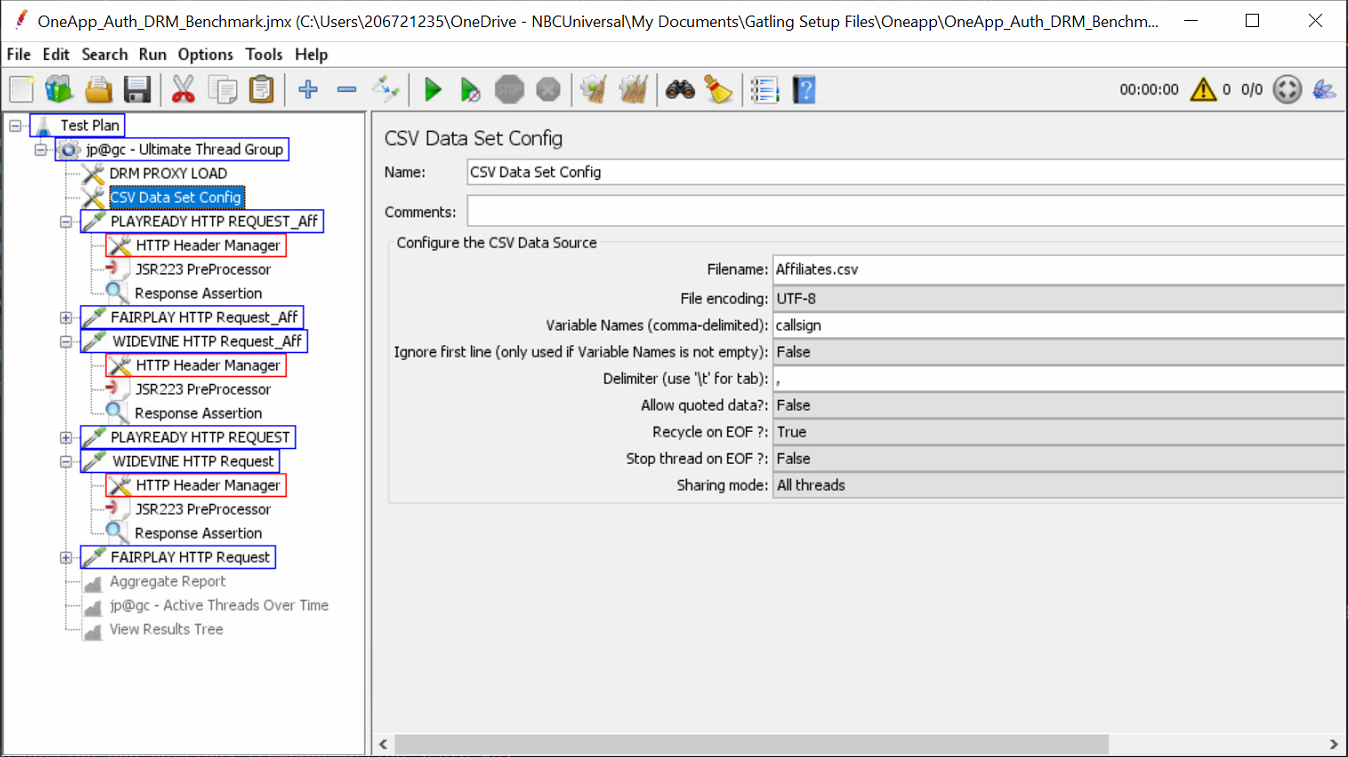 OneApp_Auth_DRM_Benchmark.jmx (C:\Users\206721235\OneDrive - NBCUniversal\My Documents\Gatling Setup Files\Oneapp\OneApp_Auth_DRM_Benchm...
File Edit Search Run Options Tools Help
STOP 00:00:00 0 0/0
Test Plan
jp@gc - Ultimate Thread Group
DRM PROXY LOAD
CSV Data Set Config
PLAYREADY HTTP REQUEST_Aff
HTTP Header Manager
JSR223 PreProcessor
Response Assertion
FAIRPLAY HTTP Request_Aff
WIDEVINE HTTP Request_Aff
HTTP Header Manager
JSR223 PreProcessor
Response Assertion
PLAYREADY HTTP REQUEST
WIDEVINE HTTP Request
HTTP Header Manager
JSR223 PreProcessor
Response Assertion
FAIRPLAY HTTP Request
Aggregate Report
jp@gc - Active Threads Over Time
View Results Tree
CSV Data Set Config
Name: CSV Data Set Config
Comments:
Configure the CSV Data Source
Filename: Affiliates.csv
File encoding: UTF-8
Variable Names (comma-delimited): callsign
Ignore first line (only used if Variable Names is not empty): False
Delimiter (use '\t' for tab): ,
Allow quoted data?: False
Recycle on EOF ?: True
Stop thread on EOF ?: False
Sharing mode: All threads